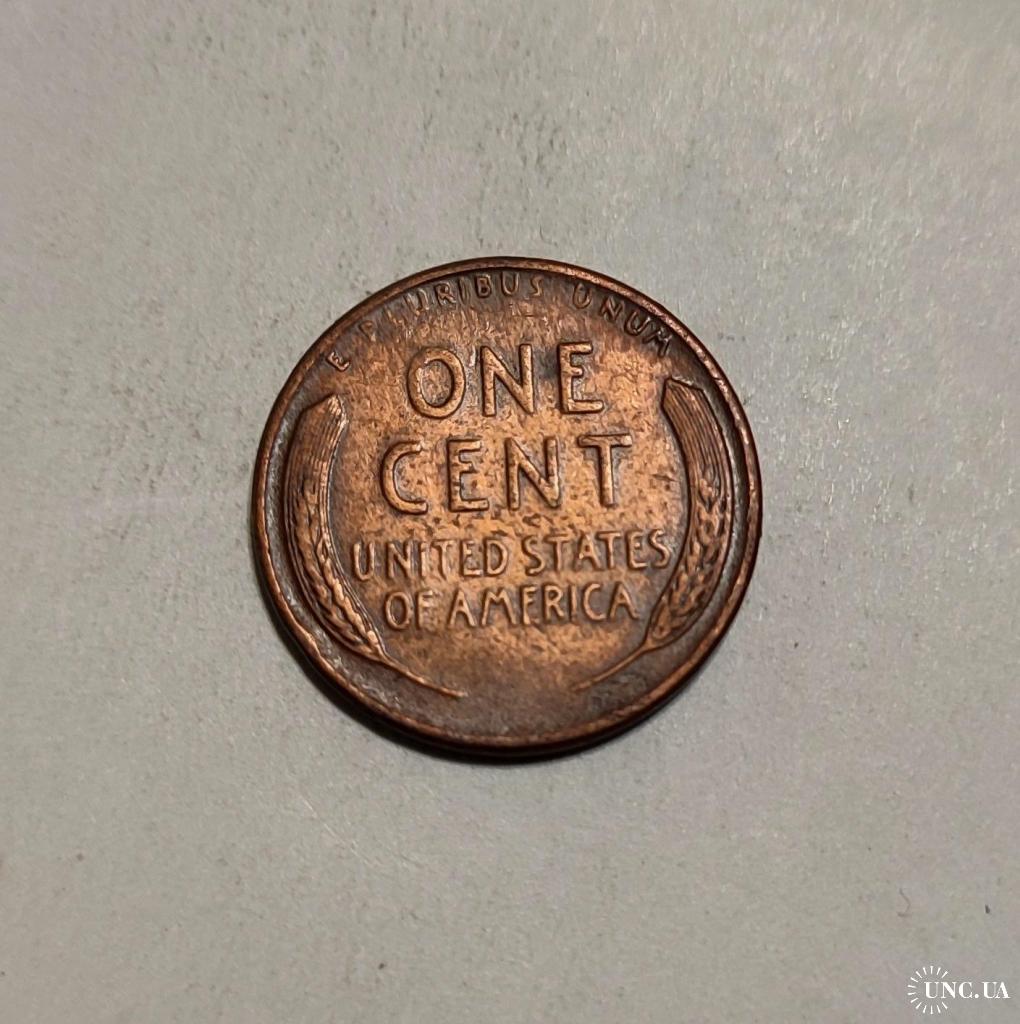 E PLURIBUS UNUM
ONE
CENT
UNITED STATES
OF AMERICA
UNC.UA